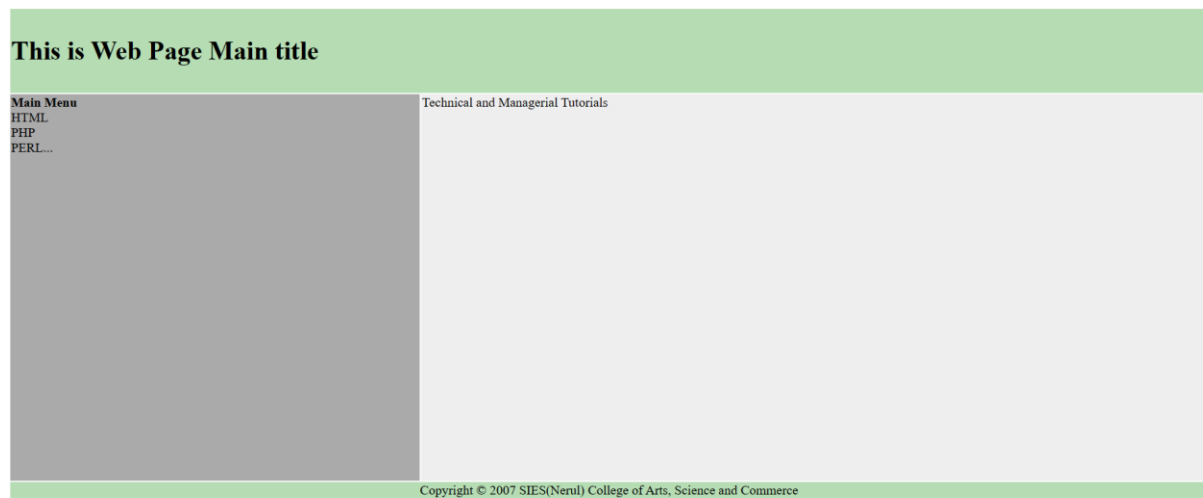 This is Web Page Main title
Main Menu
HTML
PHP
PERL...
Technical and Managerial Tutorials
Copyright © 2007 SIES(Nerul) College of Arts, Science and Commerce